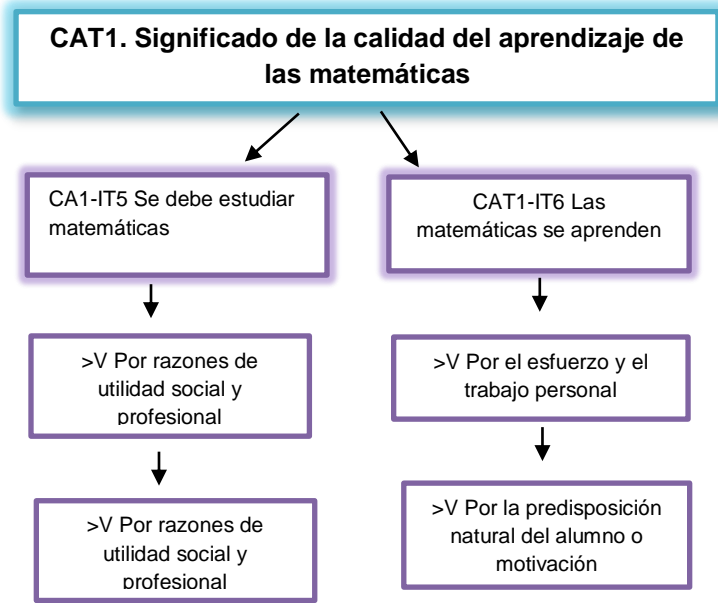 CAT1. Significado de la calidad del aprendizaje de
las matemáticas
CA1-IT5 Se debe estudiar
matemáticas
CAT1-IT6 Las
matemáticas se aprenden
>V Por razones de
utilidad social y
profesional
>V Por el esfuerzo y el
trabajo personal
>V Por razones de
utilidad social y
profesional
>V Por la predisposición
natural del alumno o
motivación